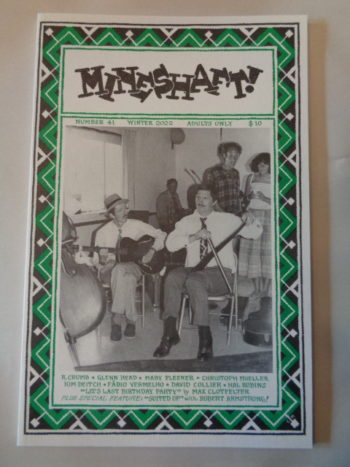 MINESHAFT!
NUMBER 41 WINTER 2022 ADULTS ONLY $10
R. CRUMB • GLENN HEAD • MARY FLEENER • CHRISTOPH MUELLER,
KIM DEITCH • FÁBIO VERMELHO • DAVID COLLIER • HAL ROBINS
"LIL'S LAST BIRTHDAY PARTY" by MAX CLOTFELTER
PLUS SPECIAL FEATURE: "SUITED UP" with ROBERT ARMSTRONG!